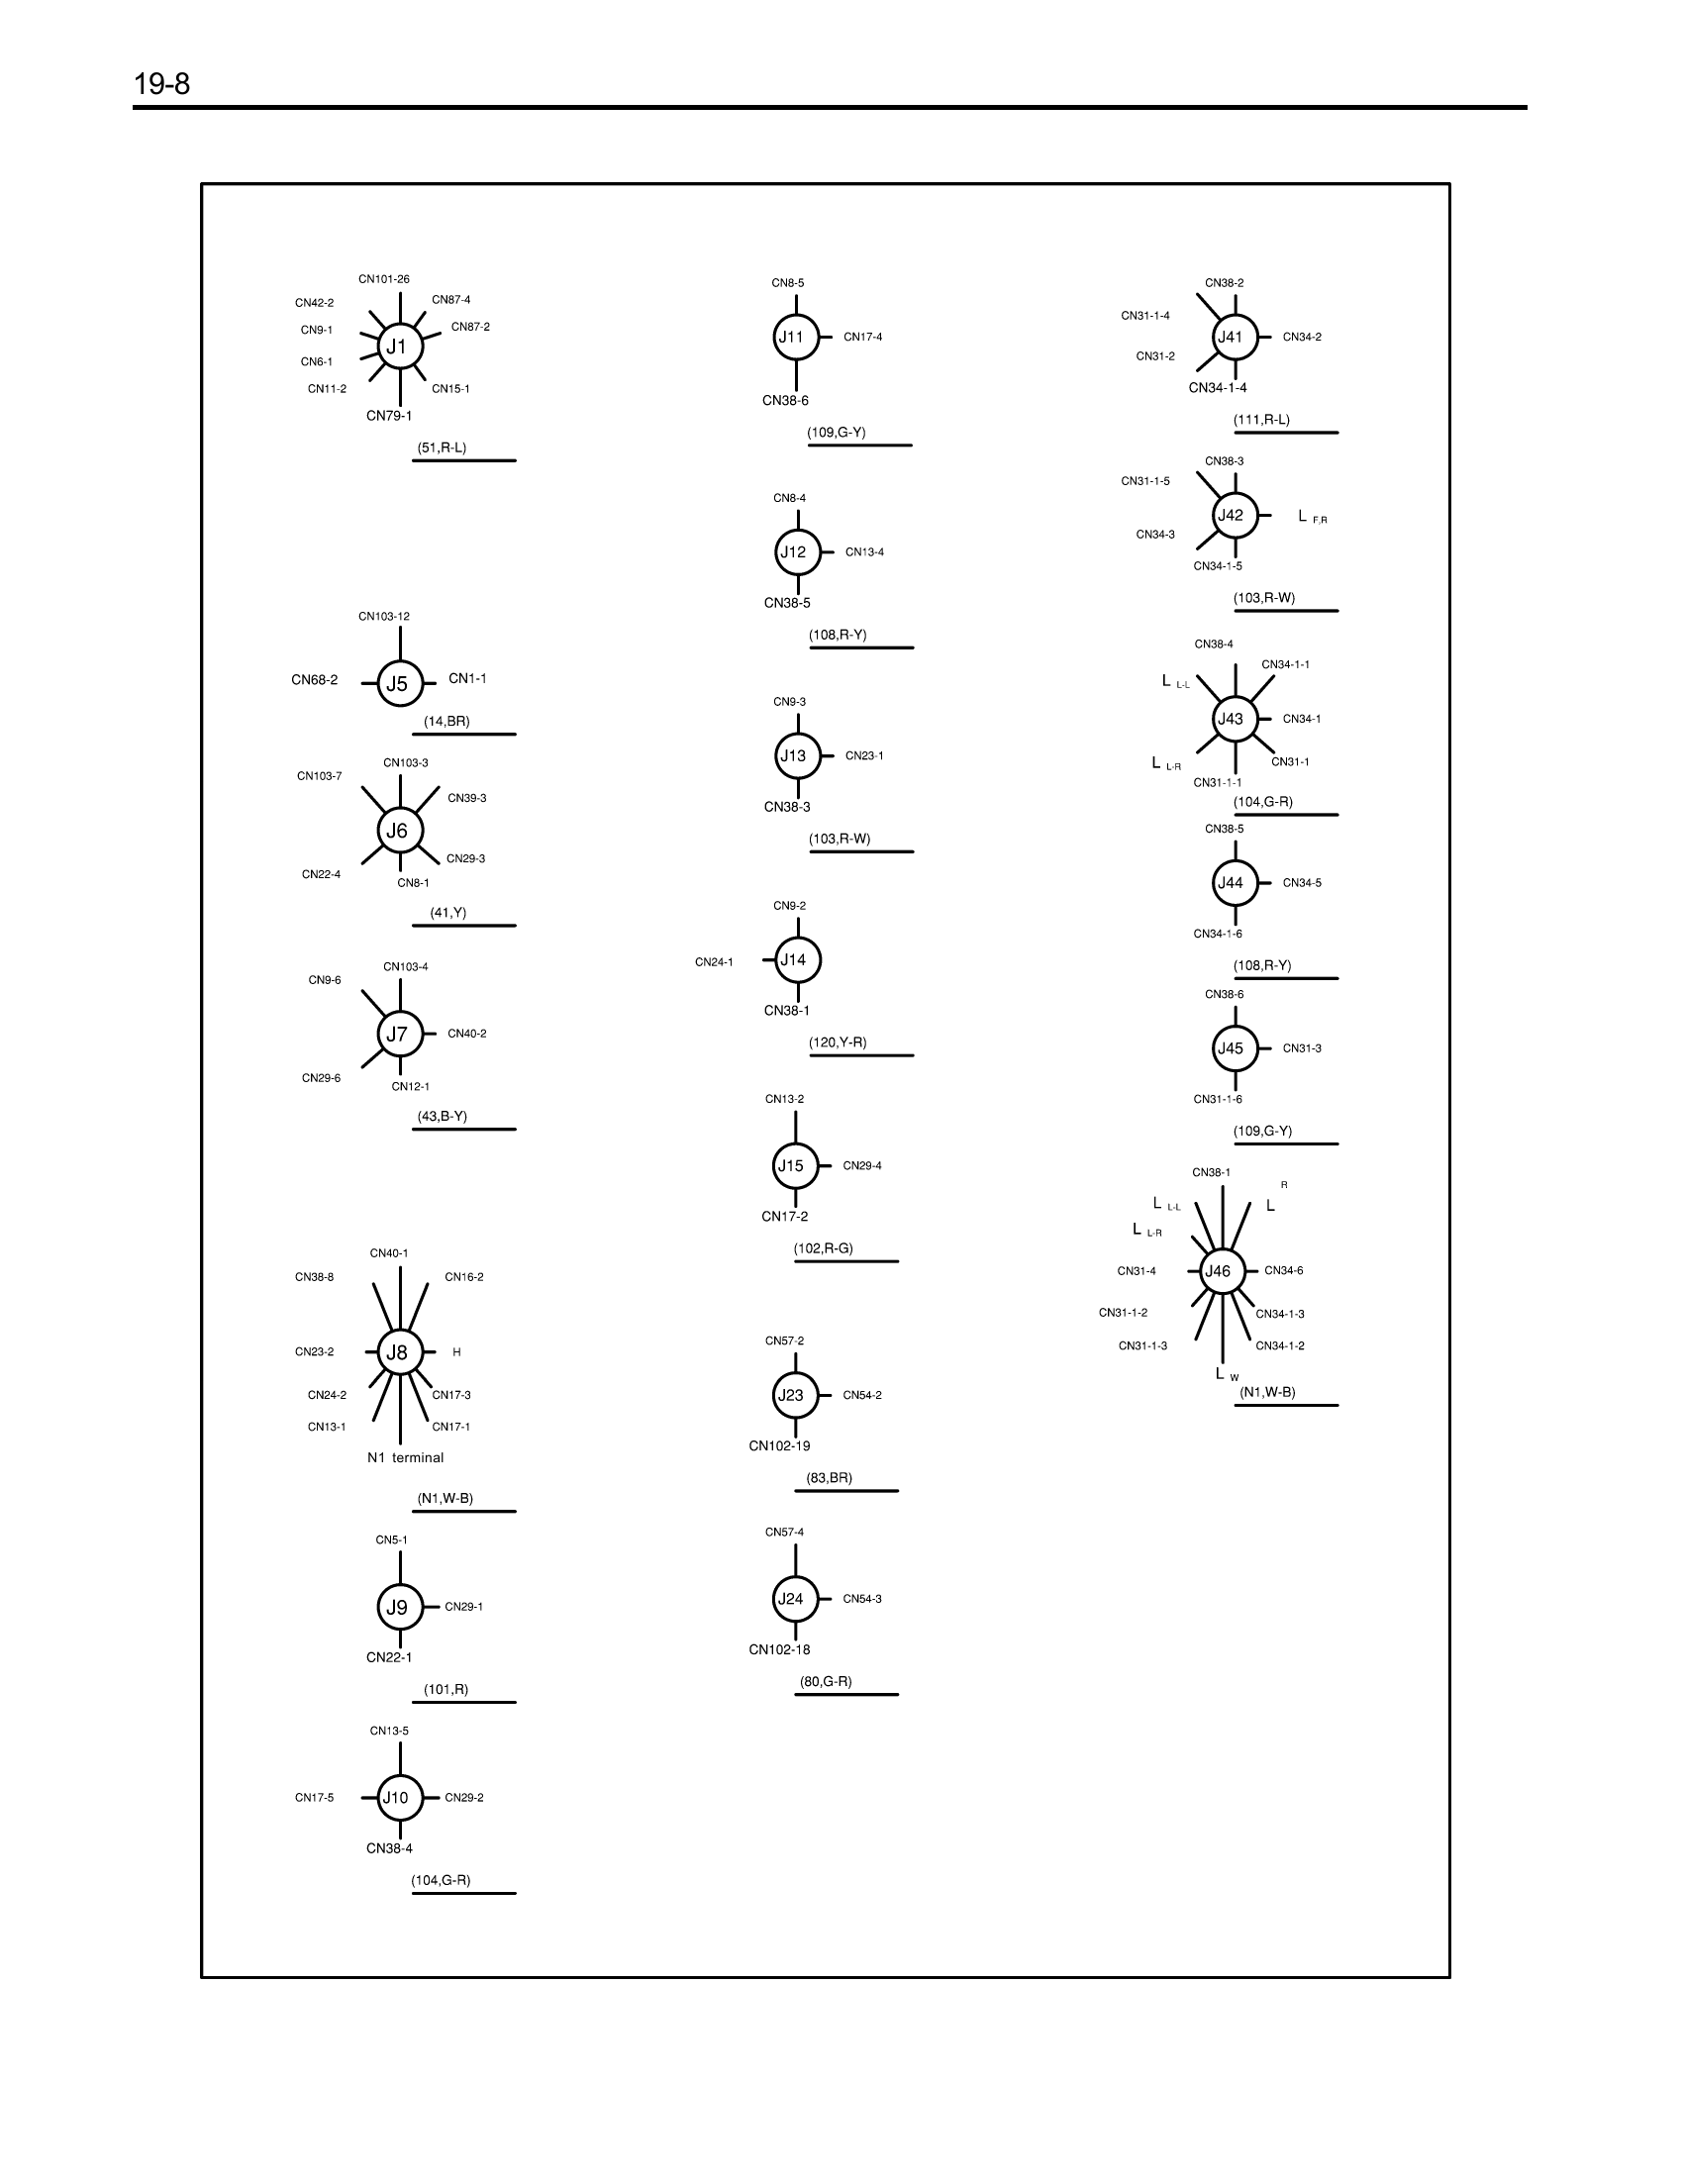 19-8
CN101-26
CN42-2
CN87-4
CN9-1
CN87-2
J1
CN6-1
CN11-2
CN15-1
CN79-1
(51,R-L)
CN103-12
CN68-2
J5
CN1-1
(14,BR)
CN103-3
CN103-7
CN39-3
J6
CN29-3
CN22-4
CN8-1
(41,Y)
CN103-4
CN9-6
J7
CN40-2
CN29-6
CN12-1
(43,B-Y)
CN40-1
CN38-8
CN16-2
CN23-2
J8
H
CN24-2
CN17-3
CN13-1
CN17-1
N1 terminal
(N1,W-B)
CN5-1
J9
CN29-1
CN22-1
(101,R)
CN13-5
CN17-5
J10
CN29-2
CN38-4
(104,G-R)
CN8-5
J11
CN17-4
CN38-6
(109,G-Y)
CN8-4
J12
CN13-4
CN38-5
(108,R-Y)
CN9-3
J13
CN23-1
CN38-3
(103,R-W)
CN9-2
CN24-1
J14
CN38-1
(120,Y-R)
CN13-2
J15
CN29-4
CN17-2
(102,R-G)
CN57-2
J23
CN54-2
CN102-19
(83,BR)
CN57-4
J24
CN54-3
CN102-18
(80,G-R)
CN38-2
CN31-1-4
J41
CN34-2
CN31-2
CN34-1-4
(111,R-L)
CN38-3
CN31-1-5
J42
L F,R
CN34-3
CN34-1-5
(103,R-W)
CN38-4
CN34-1-1
L L-L
J43
CN34-1
L L-R
CN31-1
CN31-1-1
(104,G-R)
CN38-5
J44
CN34-5
CN34-1-6
(108,R-Y)
CN38-6
J45
CN31-3
CN31-1-6
(109,G-Y)
CN38-1
R
L L-L
L
L L-R
CN31-4
J46
CN34-6
CN31-1-2
CN34-1-3
CN31-1-3
CN34-1-2
L W
(N1,W-B)